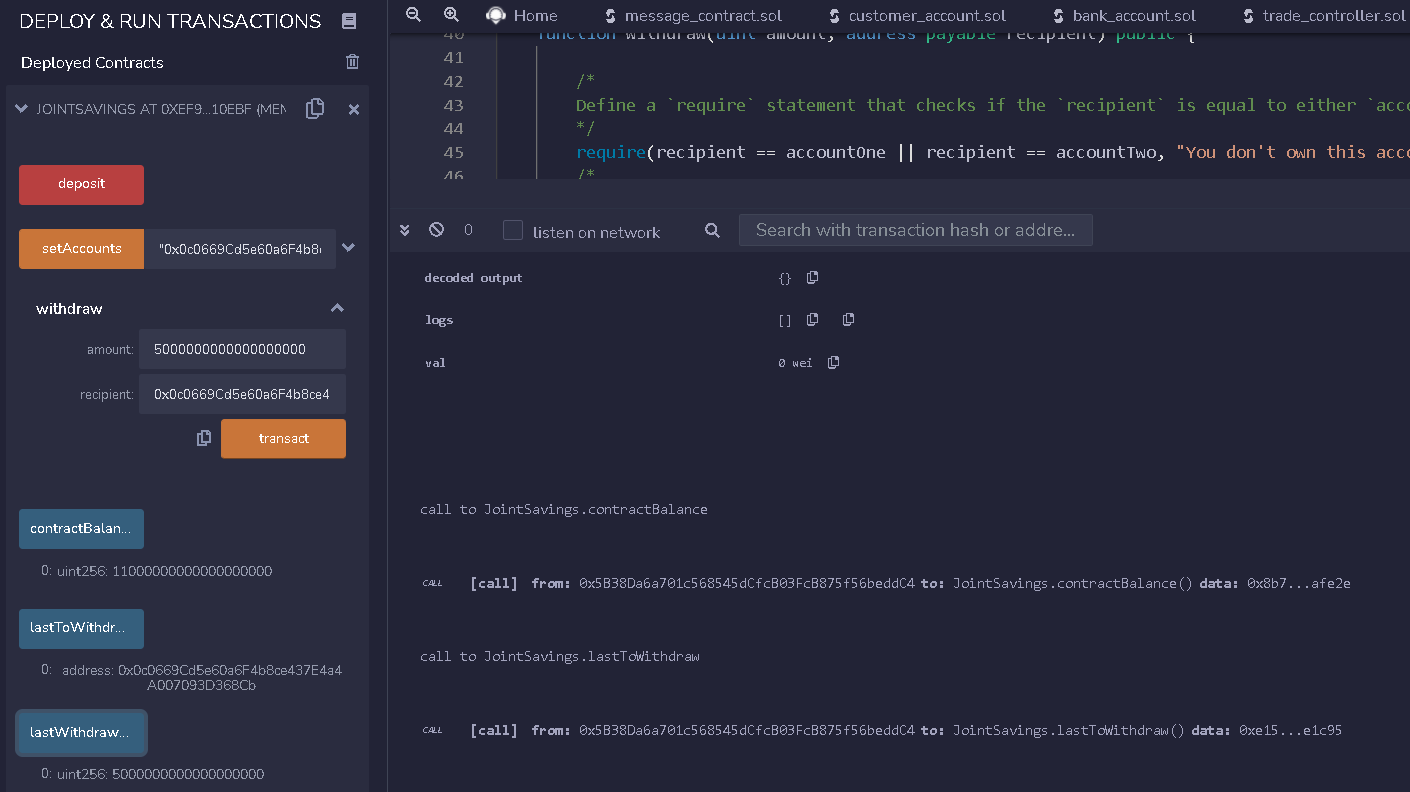 DEPLOY & RUN TRANSACTIONS
Deployed Contracts
JOINTSAVINGS AT 0XEF9...10EBF (MEM
deposit
setAccounts "0x0c0669Cd5e60a6F4b8
withdraw
amount: 5000000000000000000
recipient: 0x0c0669Cd5e60a6F4b8ce4
transact
contractBalan...
0: uint256: 11000000000000000000
lastToWithdr...
0: address: 0x0c0669Cd5e60a6F4b8ce437E4a4
A007093D368Cb
lastWithdraw...
0: uint256: 5000000000000000000
Home message_contract.sol customer_account.sol bank_account.sol trade_controller.sol
40 function withdraw(uint amount, address payable recipient) public {
41
42 /*
43 Define a `require` statement that checks if the `recipient` is equal to either `acco
44 */
45 require(recipient == accountOne || recipient == accountTwo, "You don't own this acco
46 /*
0 listen on network Search with transaction hash or addre...
decoded output {}
logs []
val 0 wei
call to JointSavings.contractBalance
CALL [call] from: 0x5B38Da6a701c568545dCfcB03FcB875f56beddC4 to: JointSavings.contractBalance() data: 0x8b7...afe2e
call to JointSavings.lastToWithdraw
CALL [call] from: 0x5B38Da6a701c568545dCfcB03FcB875f56beddC4 to: JointSavings.lastToWithdraw() data: 0xe15...e1c95